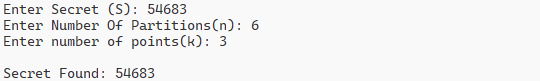 Enter Secret (S): 54683
Enter Number Of Partitions(n): 6
Enter number of points(k): 3
Secret Found: 54683